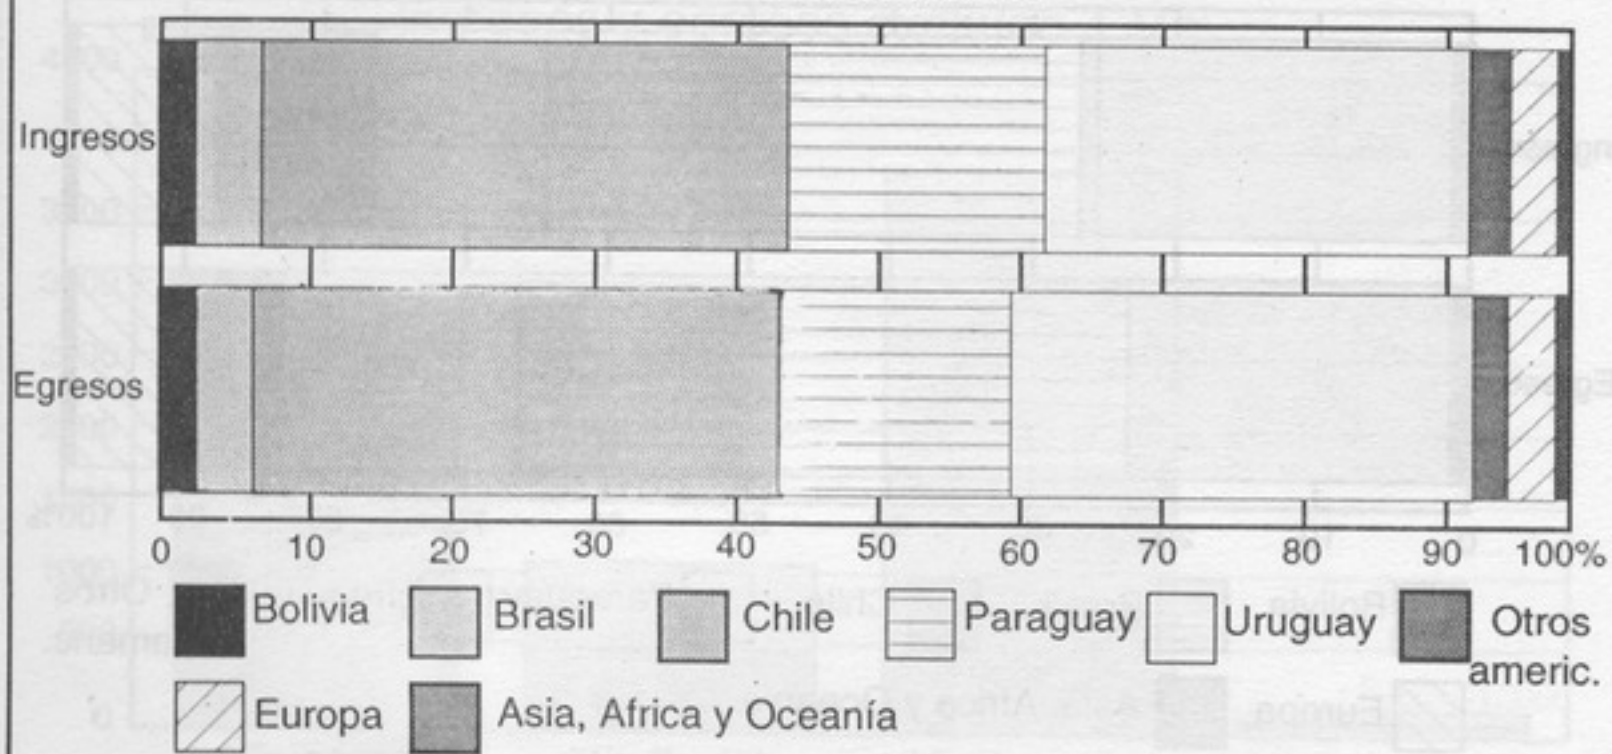 Ingresos
Egresos
0 10 20 30 40 50 60 70 80 90 100%
Bolivia Brasil Chile Paraguay Uruguay Otros americ.
Europa Asia, Africa y Oceanía